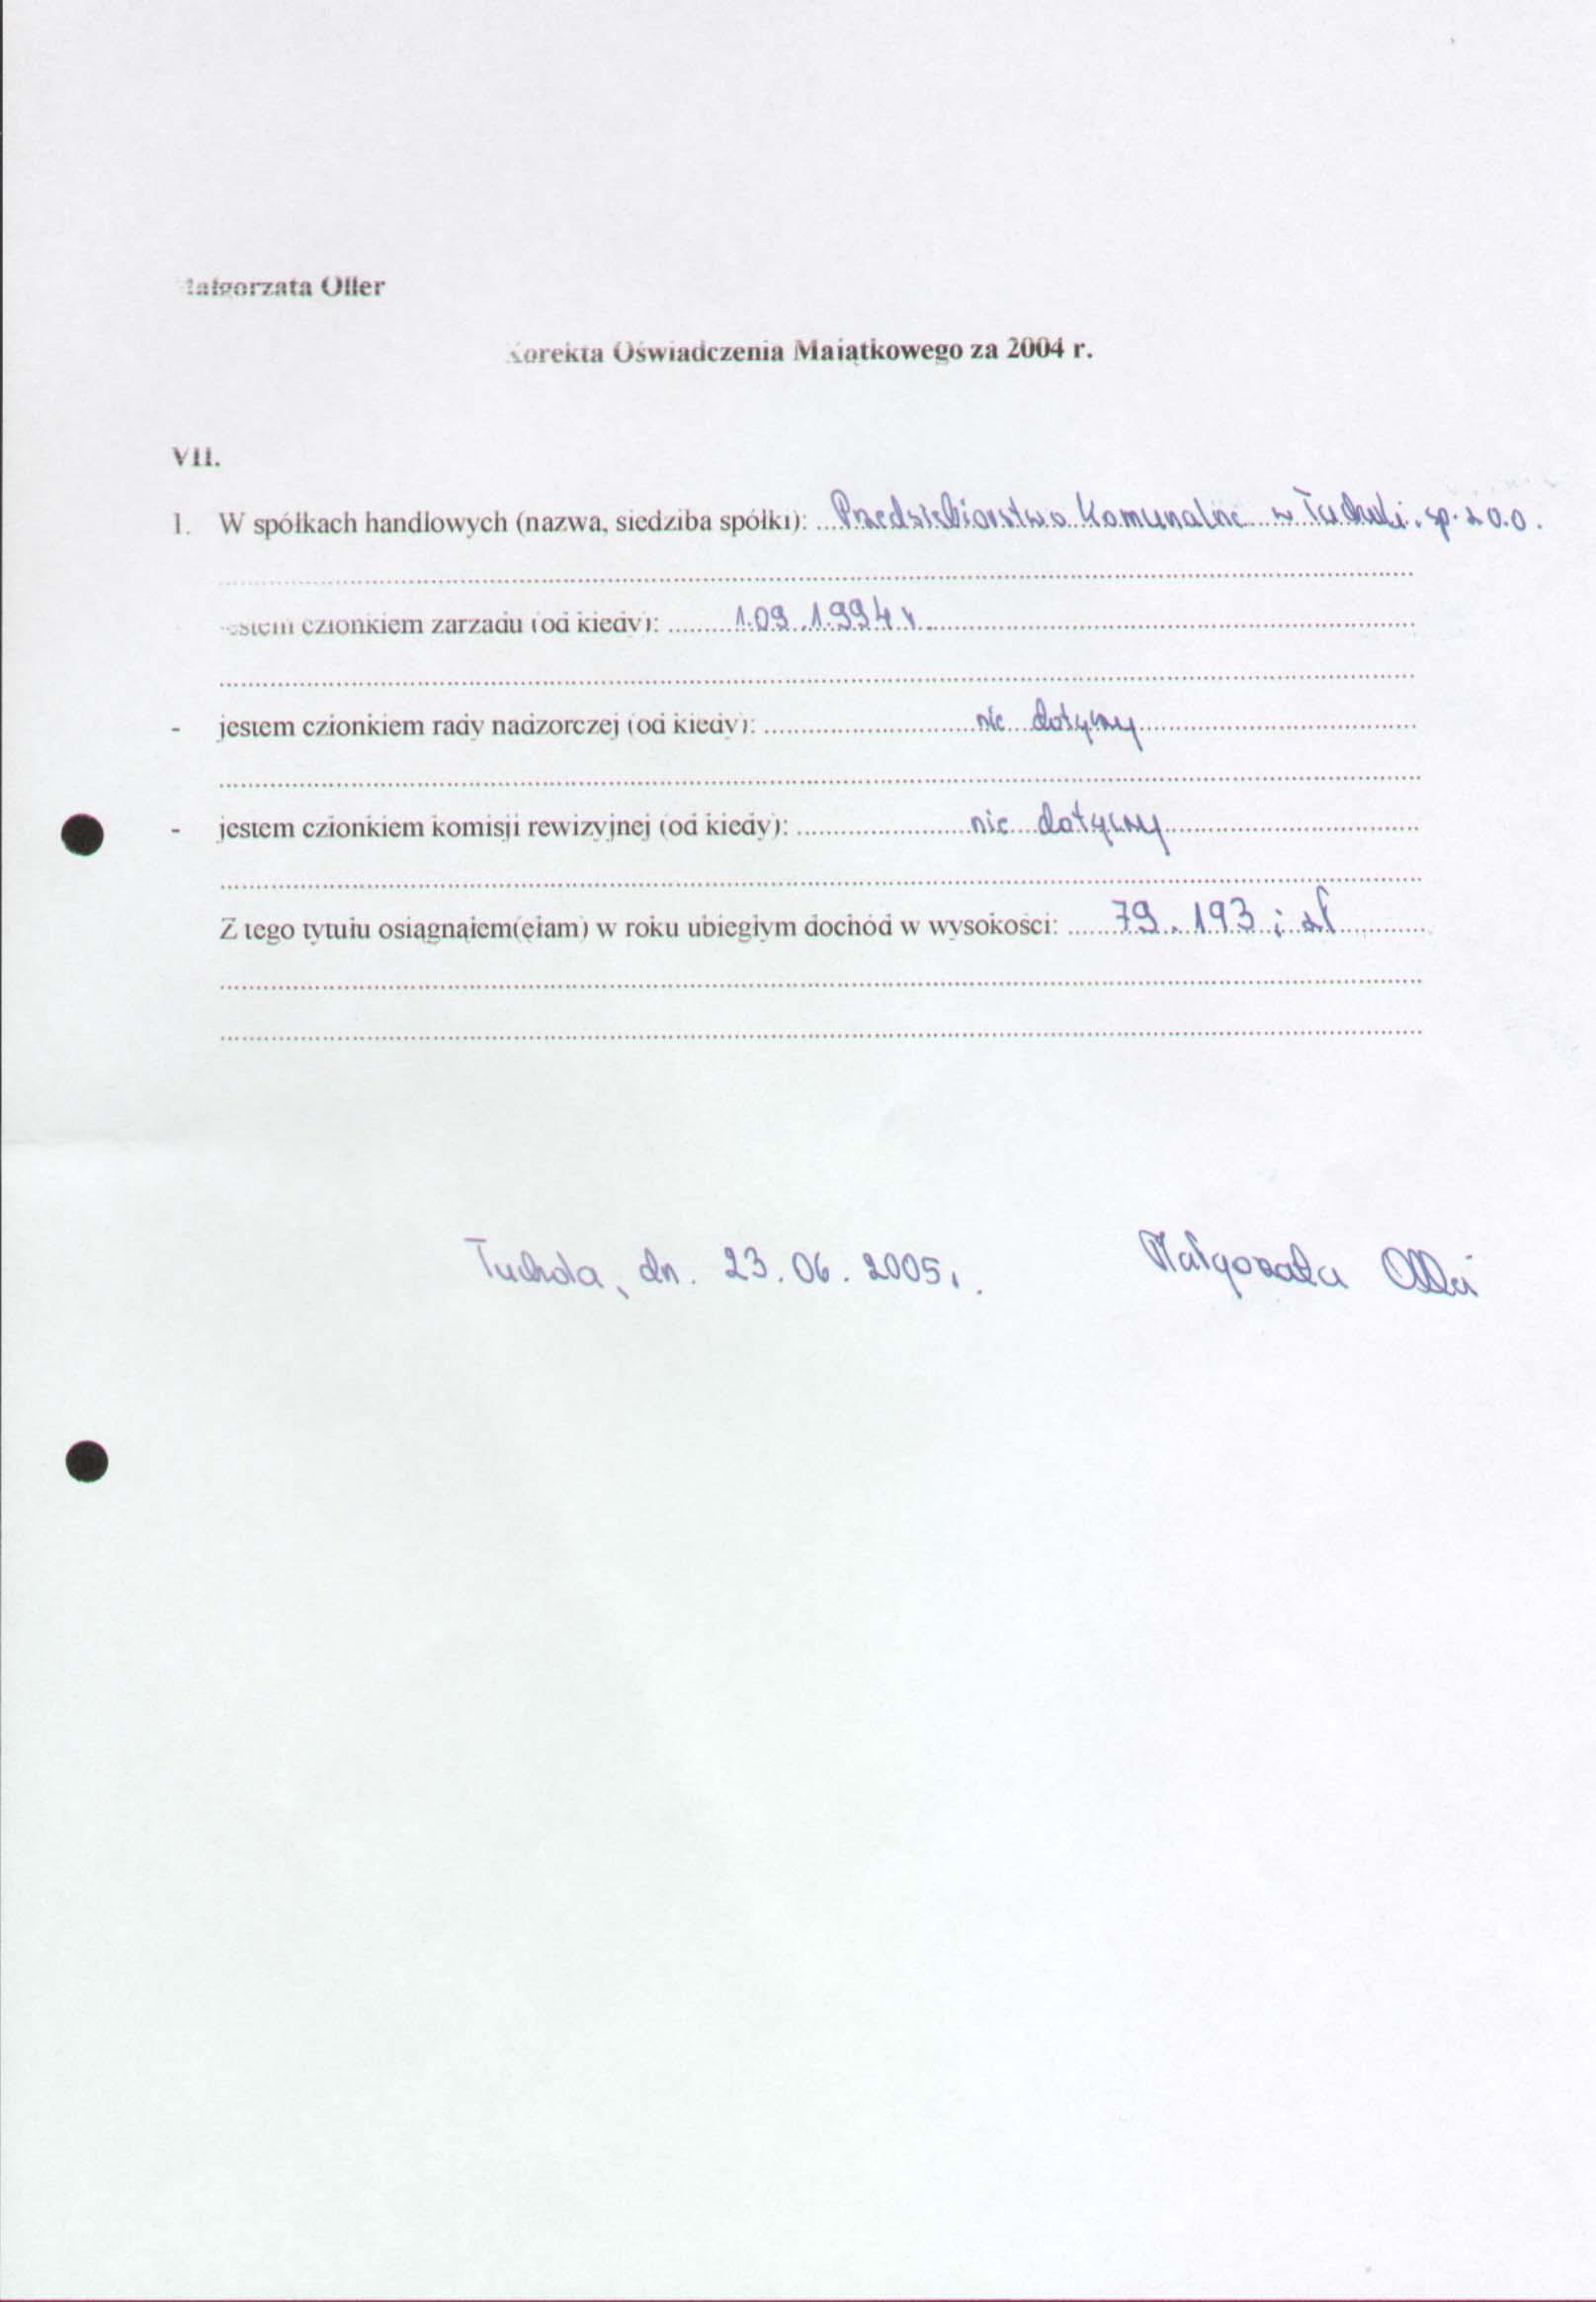 Małgorzata Oller
Korekta Oświadczenia Majątkowego za 2004 r.
VII.
1. W spółkach handlowych (nazwa, siedziba spółki): Przedsiębiorstwo Komunalne w Tucholi sp. z o.o.
jestem członkiem zarządu (od kiedy): 1.09.1994 r.
- jestem członkiem rady nadzorczej (od kiedy): nie dotyczy
- jestem członkiem komisji rewizyjnej (od kiedy): nie dotyczy
Z tego tytułu osiągnąłem(ęłam) w roku ubiegłym dochód w wysokości: 79.193,- zł
Tuchola, dn. 23.06.2005. Małgorzata Oller